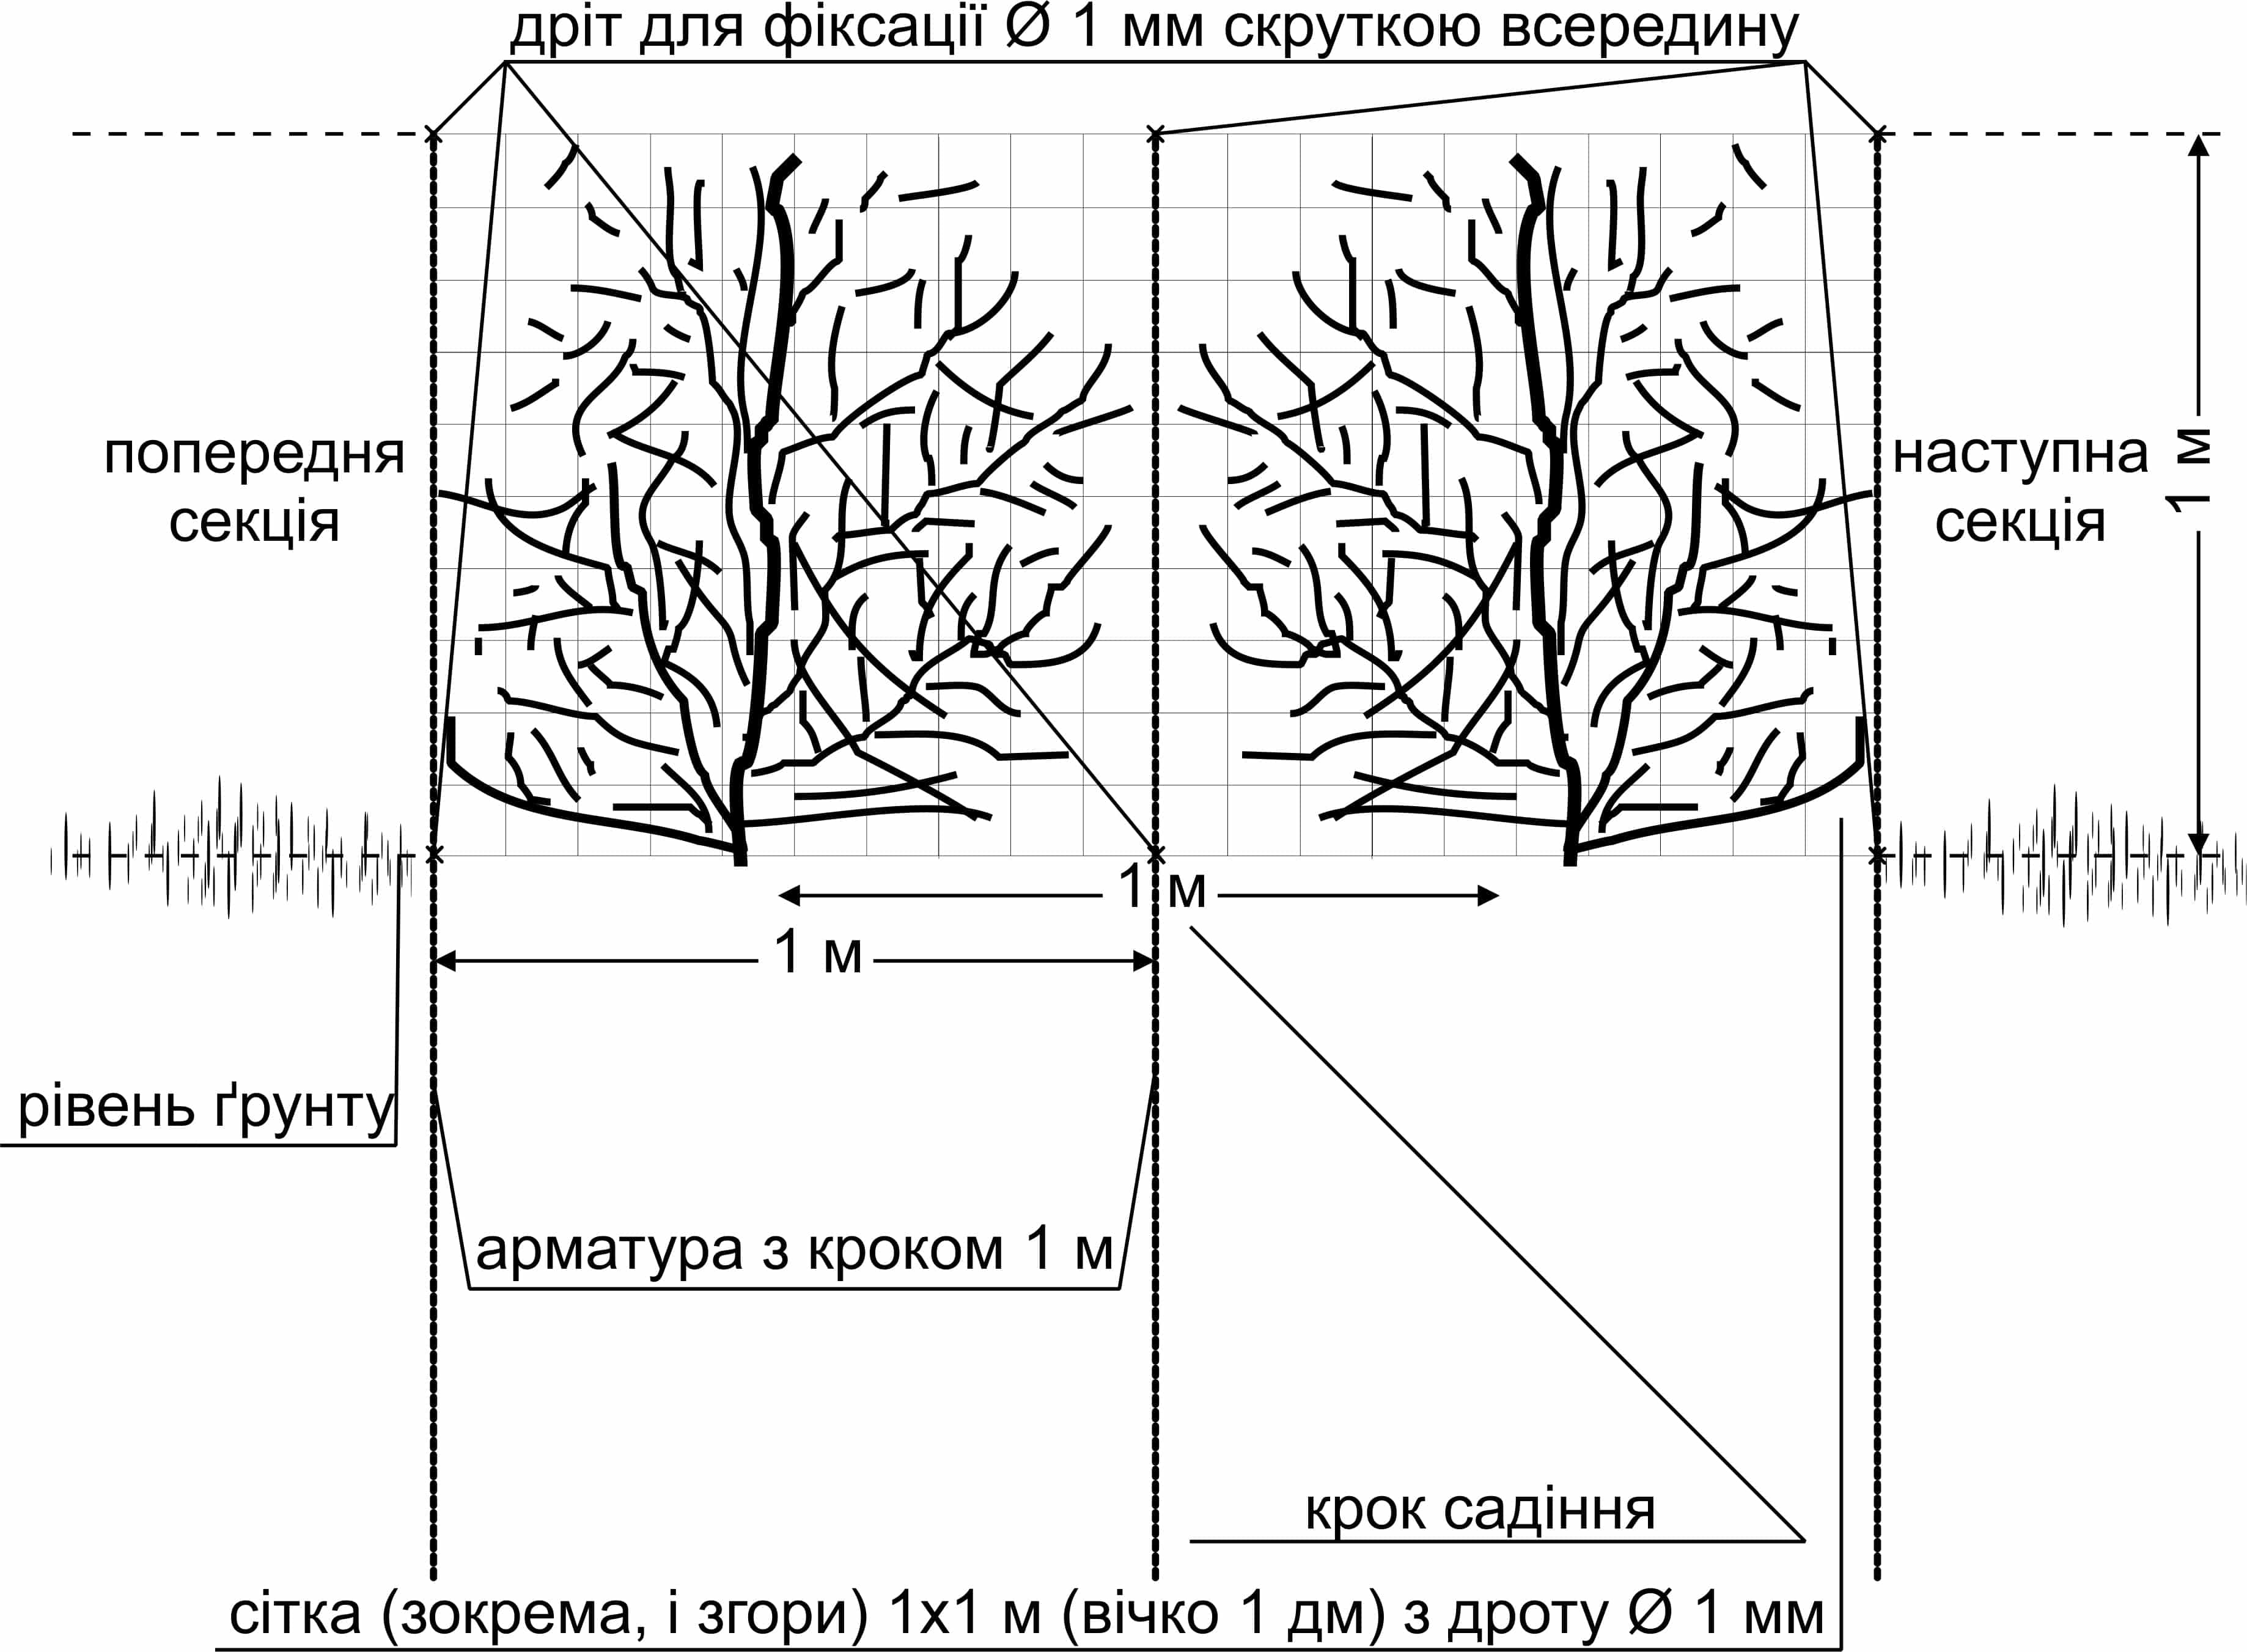 дріт для фіксації Ø 1 мм скруткою всередину
попередня
секція
наступна
секція
1 м
1 м
1 м
рівень ґрунту
арматура з кроком 1 м
крок садіння
сітка (зокрема, і згори) 1х1 м (вічко 1 дм) з дроту Ø 1 мм